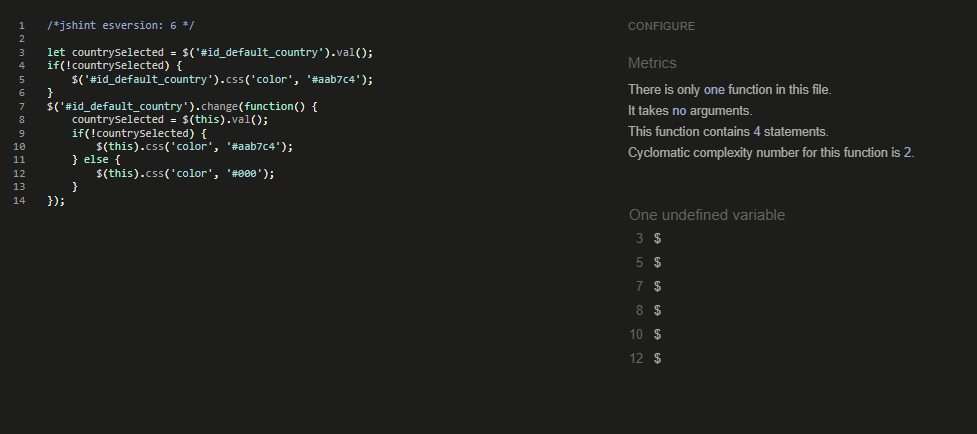 1 /*jshint esversion: 6 */
2
3 let countrySelected = $('#id_default_country').val();
4 if(!countrySelected) {
5     $('#id_default_country').css('color', '#aab7c4');
6 }
7 $('#id_default_country').change(function() {
8     countrySelected = $(this).val();
9     if(!countrySelected) {
10         $(this).css('color', '#aab7c4');
11     } else {
12         $(this).css('color', '#000');
13     }
14 });
CONFIGURE
Metrics
There is only one function in this file.
It takes no arguments.
This function contains 4 statements.
Cyclomatic complexity number for this function is 2.
One undefined variable
3 $
5 $
7 $
8 $
10 $
12 $